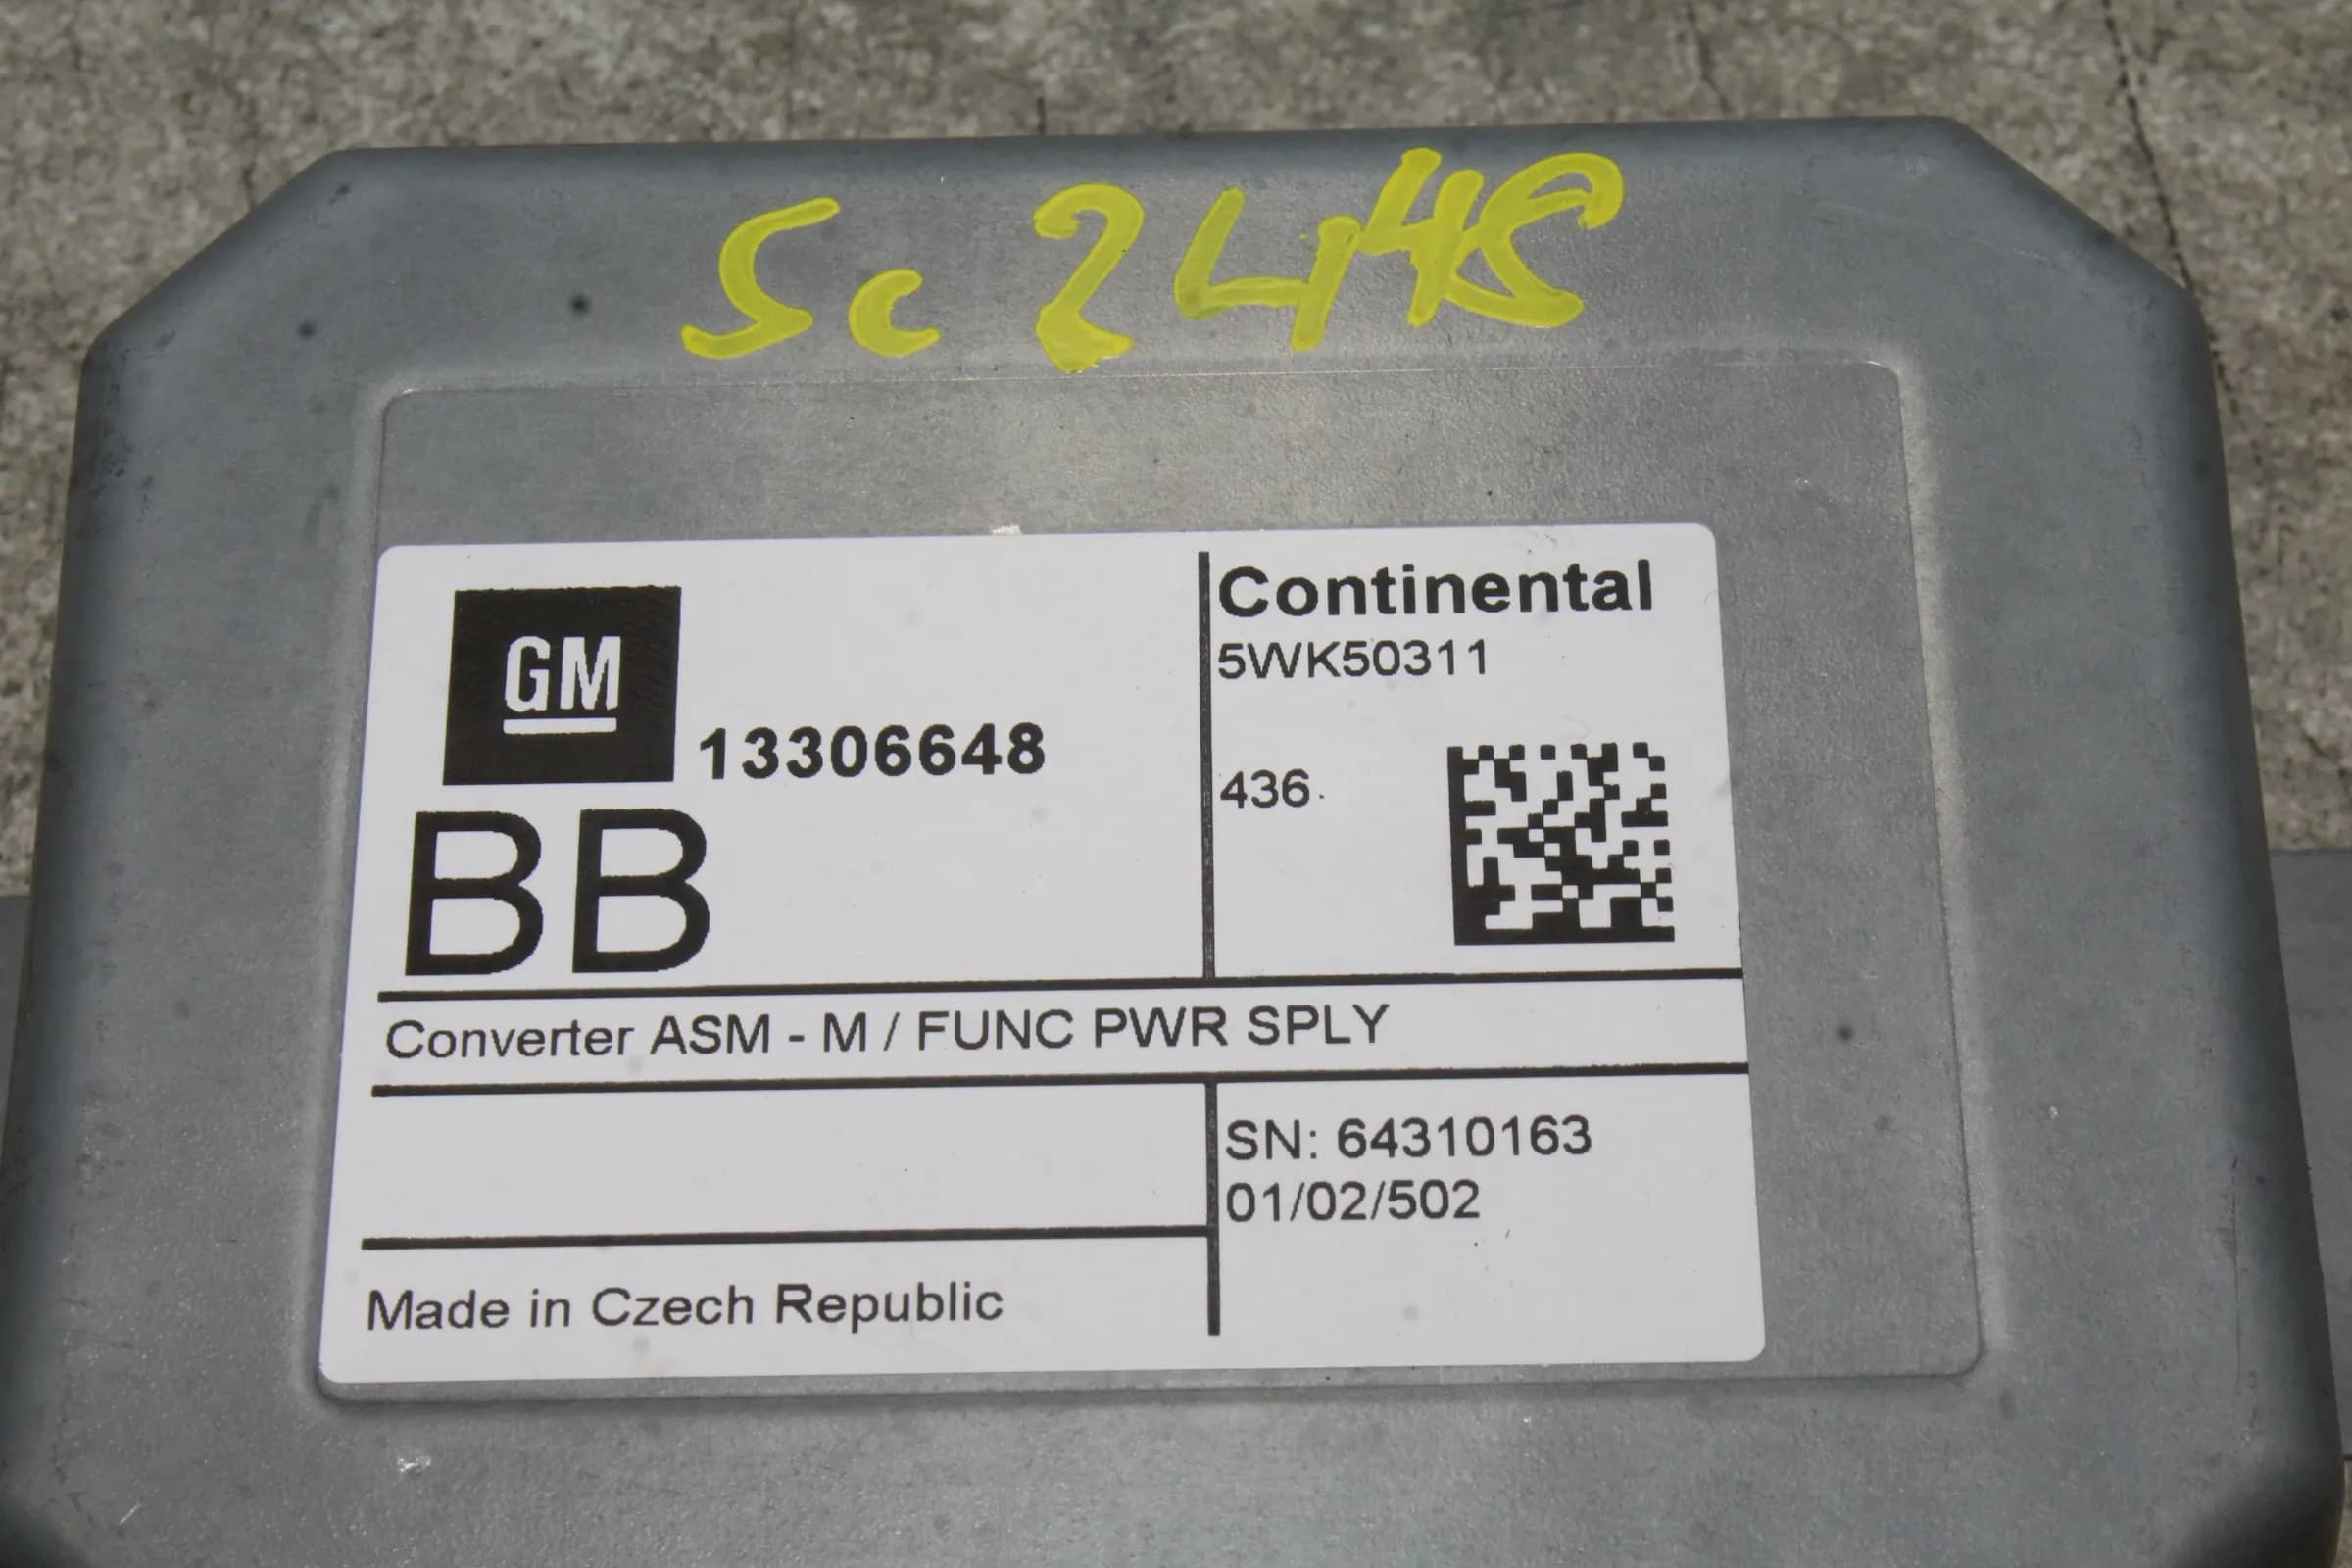 Sc 2448
GM
13306648
BB
Continental
5WK50311
436.
Converter ASM - M / FUNC PWR SPLY
SN: 64310163
01/02/502
Made in Czech Republic